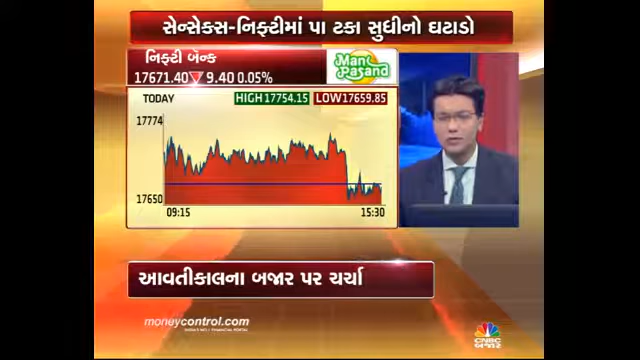 સેન્સેક્સ-નિફ્ટીમાં પા ટકા સુધીનો ઘટાડો
નિફ્ટી બૅન્ક
17671.40 9.40 0.05%
Man Pasand
TODAY HIGH 17754.15 LOW 17659.85
17774
17650
09:15 15:30
આવતીકાલના બજાર પર ચર્ચા
moneycontrol.com
CNBC
બજાર